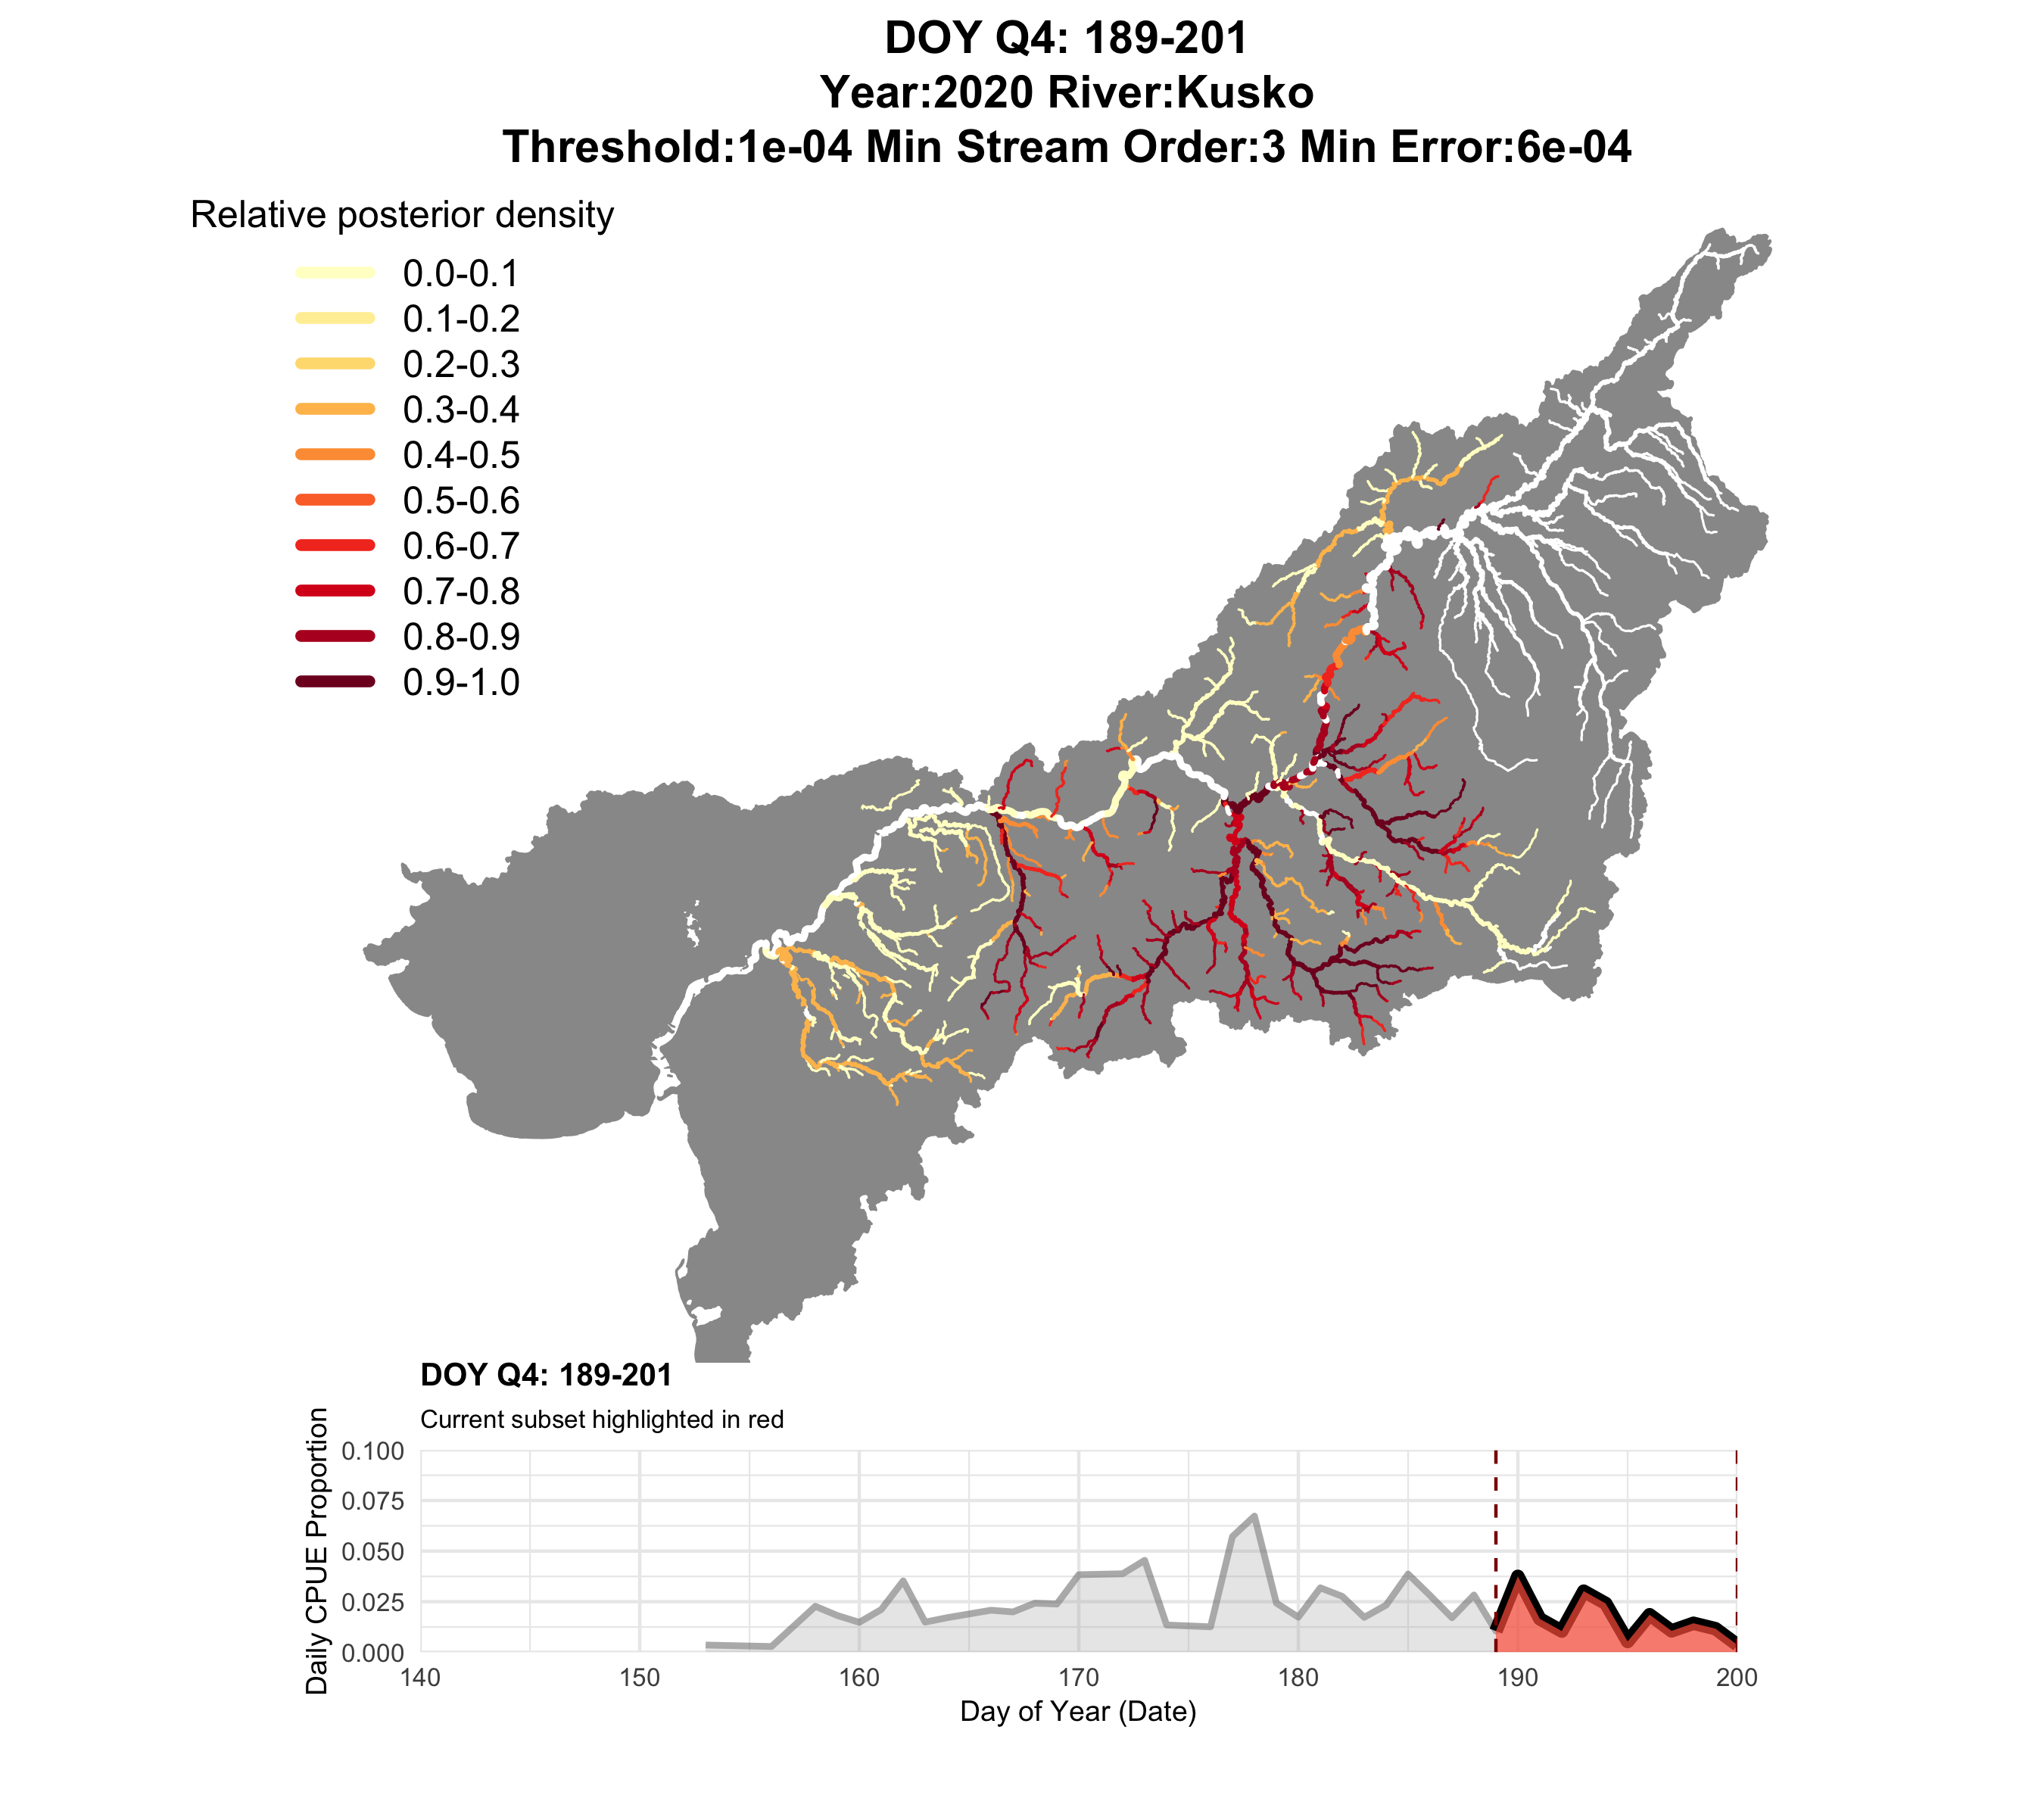 DOY Q4: 189-201
Year:2020 River:Kusko
Threshold:1e-04 Min Stream Order:3 Min Error:6e-04
Relative posterior density
0.0-0.1
0.1-0.2
0.2-0.3
0.3-0.4
0.4-0.5
0.5-0.6
0.6-0.7
0.7-0.8
0.8-0.9
0.9-1.0
DOY Q4: 189-201
Current subset highlighted in red
Daily CPUE Proportion
0.100
0.075
0.050
0.025
0.000
140 150 160 170 180 190 200
Day of Year (Date)